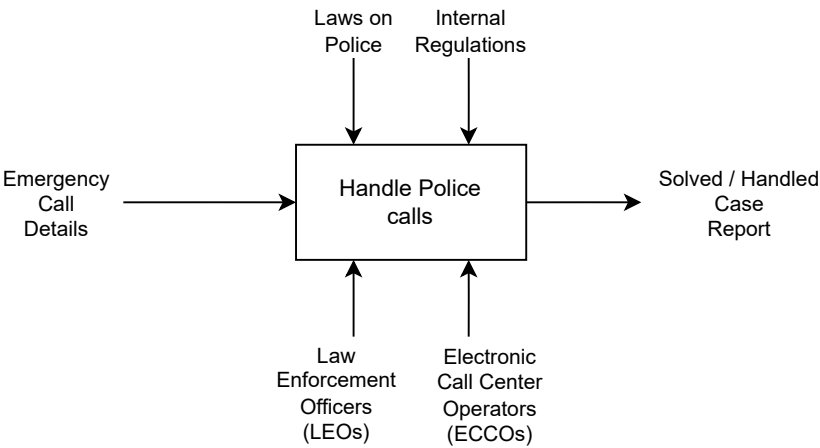 Laws on
Police
Internal
Regulations
Emergency
Call
Details
Handle Police
calls
Solved / Handled
Case
Report
Law
Enforcement
Officers
(LEOs)
Electronic
Call Center
Operators
(ECCOs)